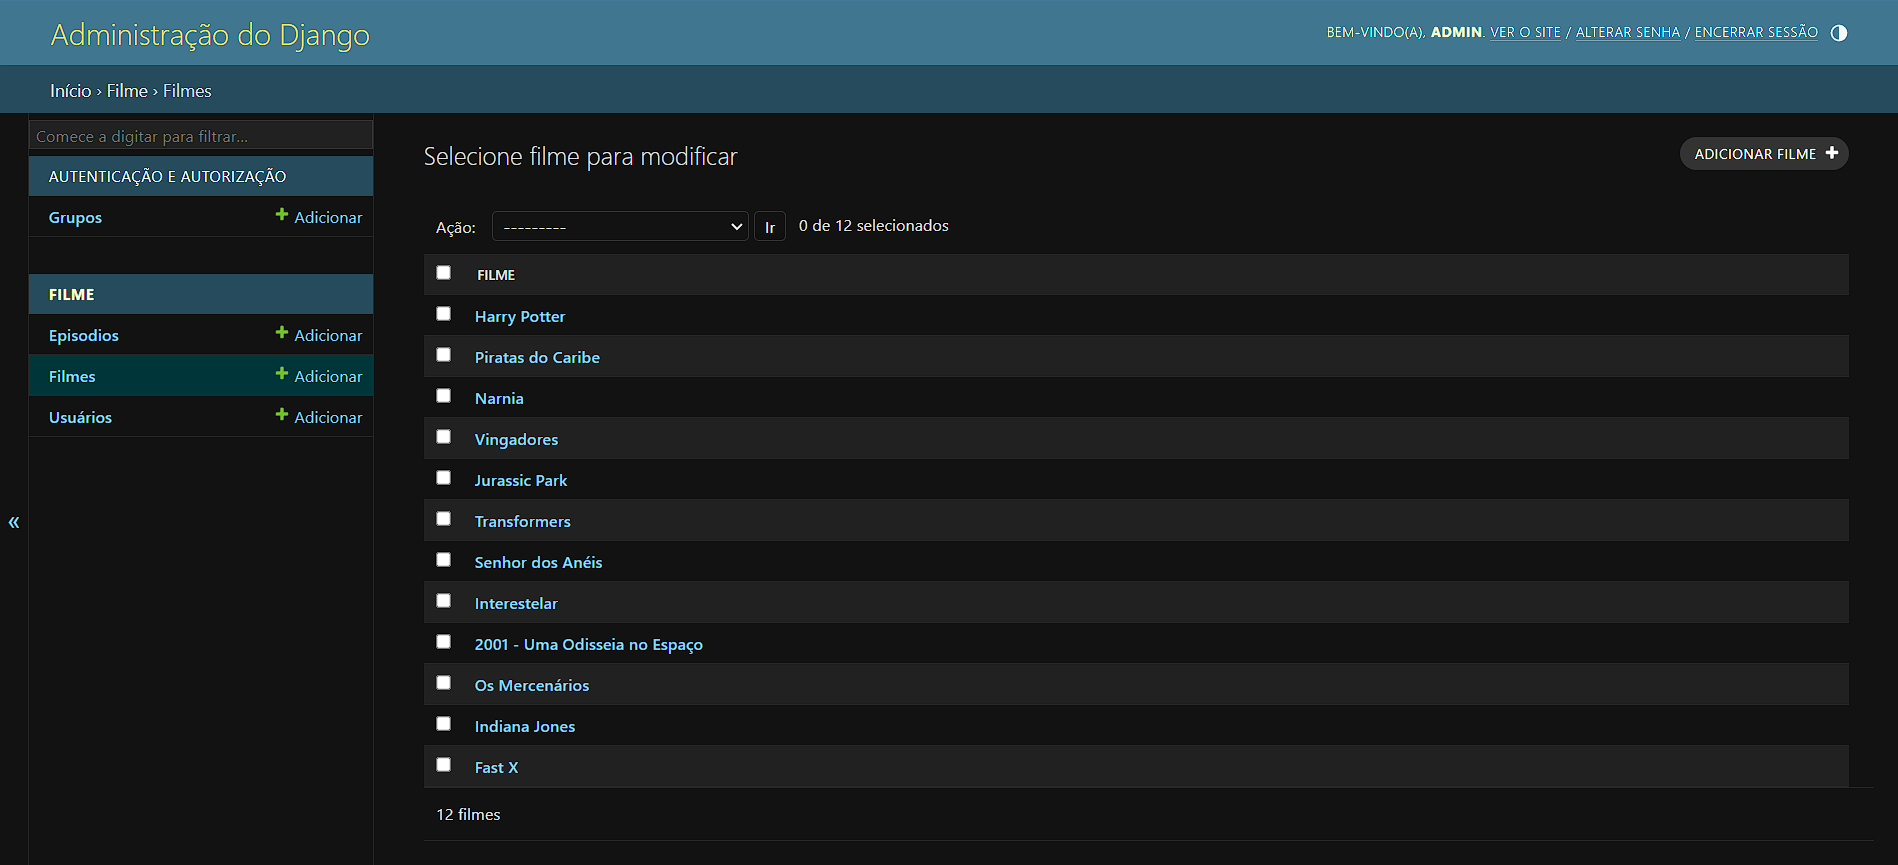 Administração do Django
BEM-VINDO(A), ADMIN. VER O SITE / ALTERAR SENHA / ENCERRAR SESSÃO
Início › Filme › Filmes
Comece a digitar para filtrar...
AUTENTICAÇÃO E AUTORIZAÇÃO
Grupos + Adicionar
FILME
Episodios + Adicionar
Filmes + Adicionar
Usuários + Adicionar
«
Selecione filme para modificar
ADICIONAR FILME +
Ação: --------- Ir 0 de 12 selecionados
FILME
Harry Potter
Piratas do Caribe
Narnia
Vingadores
Jurassic Park
Transformers
Senhor dos Anéis
Interestelar
2001 - Uma Odisseia no Espaço
Os Mercenários
Indiana Jones
Fast X
12 filmes